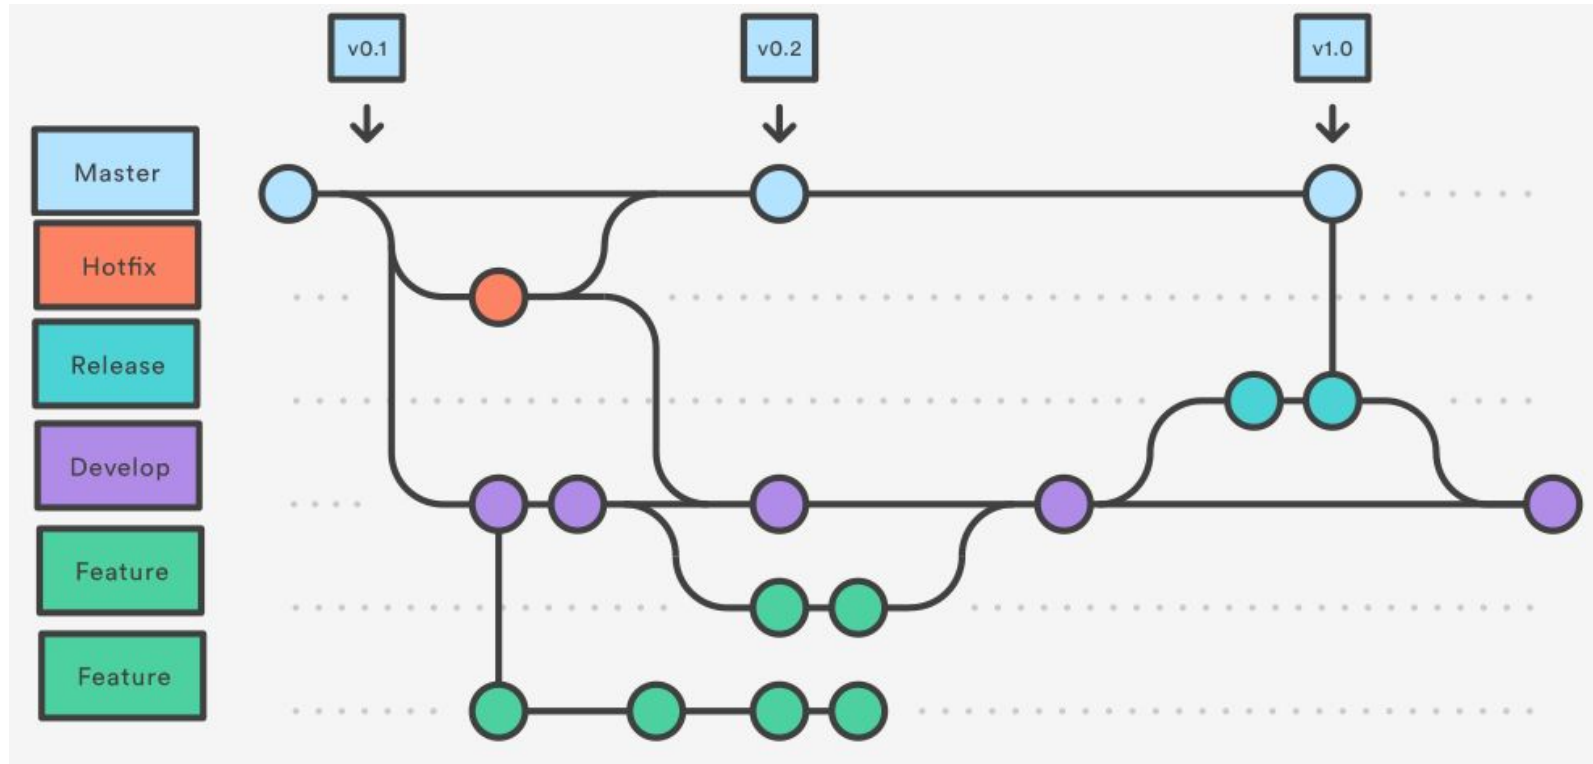 v0.1
v0.2
v1.0
Master
Hotfix
Release
Develop
Feature
Feature